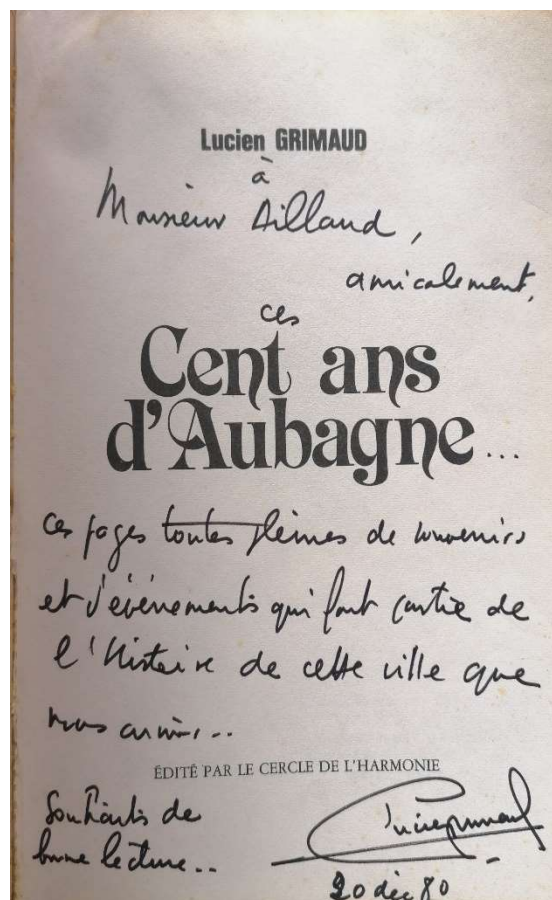 Lucien GRIMAUD
à
Monsieur Aillaud,
amicalement,
ces
Cent ans
d'Aubagne...
ces pages toutes pleines de souvenirs
et d'événements qui font partie de
l'Histoire de cette ville que
nous aimons..
ÉDITÉ PAR LE CERCLE DE L'HARMONIE
Souhaits de
bonne lecture..
20 déc 80